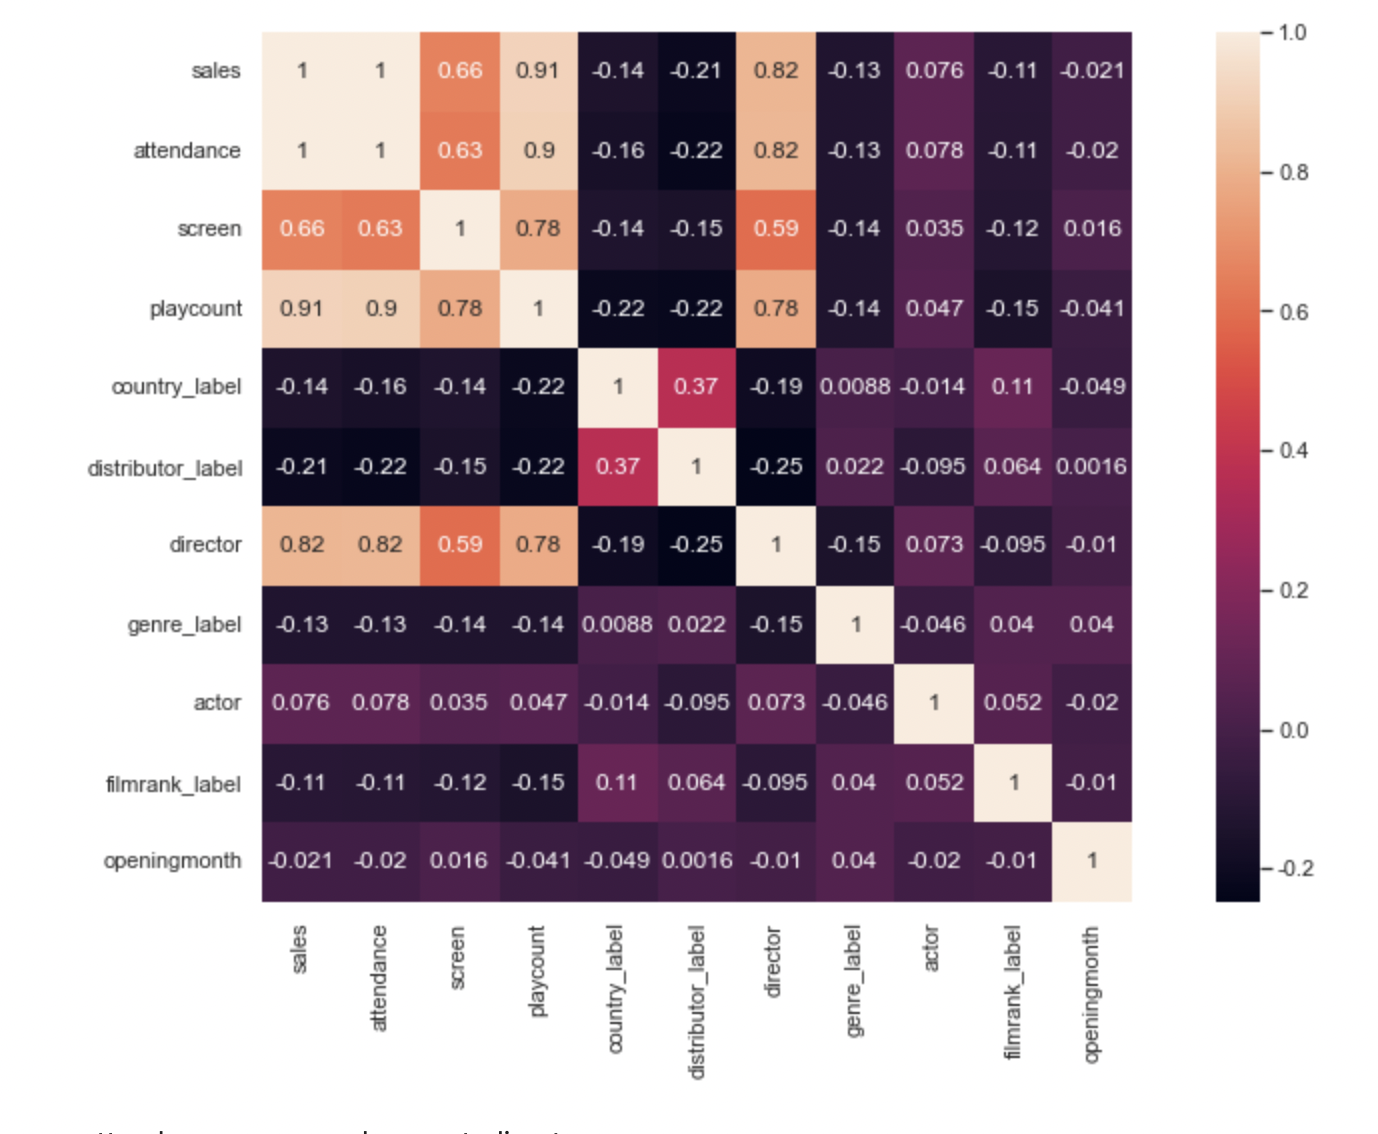 sales 1 1 0.66 0.91 -0.14 -0.21 0.82 -0.13 0.076 -0.11 -0.021
attendance 1 1 0.63 0.9 -0.16 -0.22 0.82 -0.13 0.078 -0.11 -0.02
screen 0.66 0.63 1 0.78 -0.14 -0.15 0.59 -0.14 0.035 -0.12 0.016
playcount 0.91 0.9 0.78 1 -0.22 -0.22 0.78 -0.14 0.047 -0.15 -0.041
country_label -0.14 -0.16 -0.14 -0.22 1 0.37 -0.19 0.0088 -0.014 0.11 -0.049
distributor_label -0.21 -0.22 -0.15 -0.22 0.37 1 -0.25 0.022 -0.095 0.064 0.0016
director 0.82 0.82 0.59 0.78 -0.19 -0.25 1 -0.15 0.073 -0.095 -0.01
genre_label -0.13 -0.13 -0.14 -0.14 0.0088 0.022 -0.15 1 -0.046 0.04 0.04
actor 0.076 0.078 0.035 0.047 -0.014 -0.095 0.073 -0.046 1 0.052 -0.02
filmrank_label -0.11 -0.11 -0.12 -0.15 0.11 0.064 -0.095 0.04 0.052 1 -0.01
openingmonth -0.021 -0.02 0.016 -0.041 -0.049 0.0016 -0.01 0.04 -0.02 -0.01 1
sales
attendance
screen
playcount
country_label
distributor_label
director
genre_label
actor
filmrank_label
openingmonth
1.0
0.8
0.6
0.4
0.2
0.0
-0.2